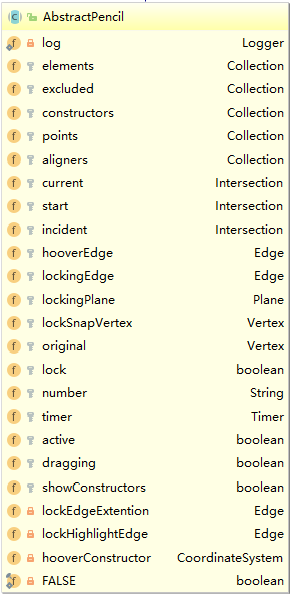 AbstractPencil
log Logger
elements Collection
excluded Collection
constructors Collection
points Collection
aligners Collection
current Intersection
start Intersection
incident Intersection
hooverEdge Edge
lockingEdge Edge
lockingPlane Plane
lockSnapVertex Vertex
original Vertex
lock boolean
number String
timer Timer
active boolean
dragging boolean
showConstructors boolean
lockEdgeExtention Edge
lockHighlightEdge Edge
hooverConstructor CoordinateSystem
FALSE boolean